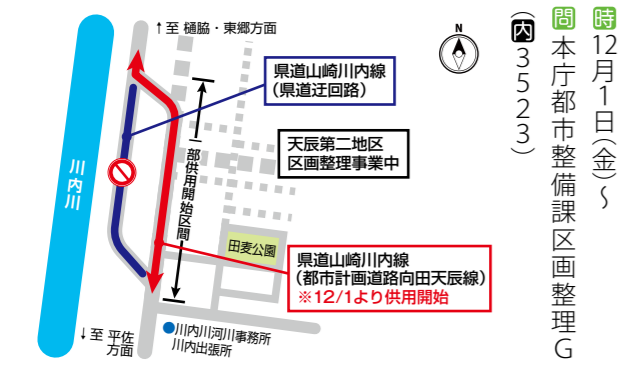 時 12月1日(金)～
問 本庁都市整備課区画整理G
(内3523)
↑至 樋脇・東郷方面
N
県道山崎川内線
(県道迂回路)
天辰第二地区
区画整理事業中
川内川
一部供用開始区間
田麦公園
県道山崎川内線
(都市計画道路向田天辰線)
※12/1より供用開始
↓至 平佐
方面
川内川河川事務所
川内出張所